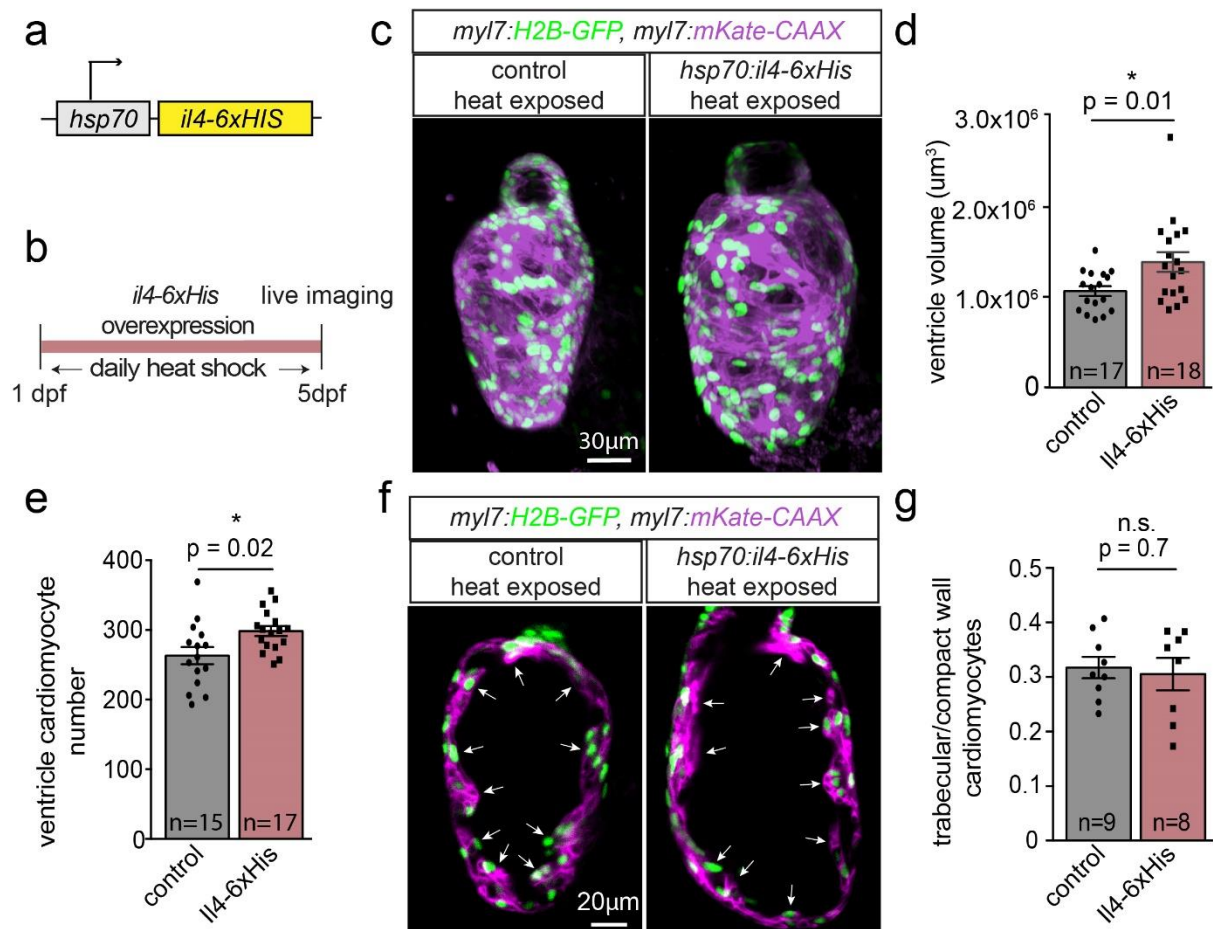 a
hsp70
il4-6xHIS
b
il4-6xHis live imaging
overexpression
daily heat shock
1 dpf
5dpf
c
myl7:H2B-GFP, myl7:mKate-CAAX
control
heat exposed
hsp70:il4-6xHis
heat exposed
30µm
d
*
p = 0.01
ventricle volume (um³)
3.0x10⁶
2.0x10⁶
1.0x10⁶
0
n=17
n=18
control
Il4-6xHis
e
*
p = 0.02
ventricle cardiomyocyte
number
400
300
200
100
0
n=15
n=17
control
Il4-6xHis
f
myl7:H2B-GFP, myl7:mKate-CAAX
control
heat exposed
hsp70:il4-6xHis
heat exposed
20µm
g
n.s.
p = 0.7
trabecular/compact wall
cardiomyocytes
0.5
0.4
0.3
0.2
0.1
0
n=9
n=8
control
Il4-6xHis